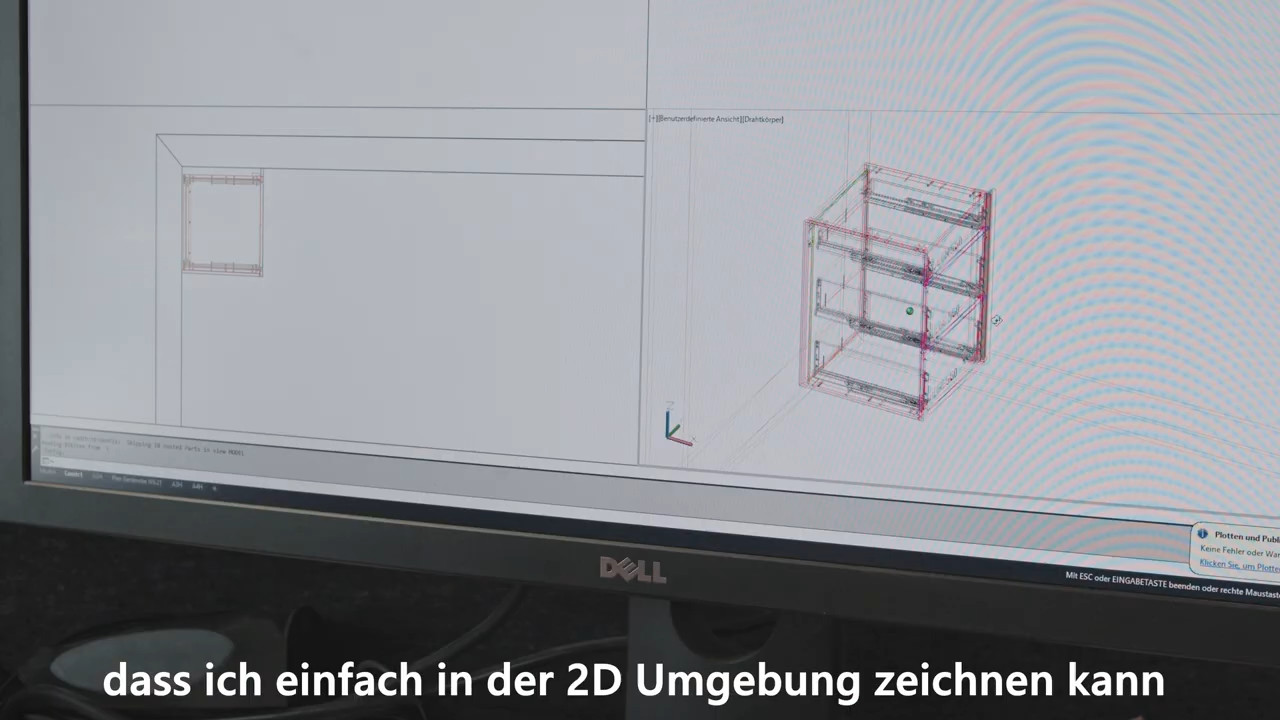 [+][Benutzerdefinierte Ansicht][Drahtkörper]
Plotten und Publ
Keine Fehler oder War
Klicken Sie, um Plotte
Mit ESC oder EINGABETASTE beenden oder rechte Maustast
DELL
dass ich einfach in der 2D Umgebung zeichnen kann